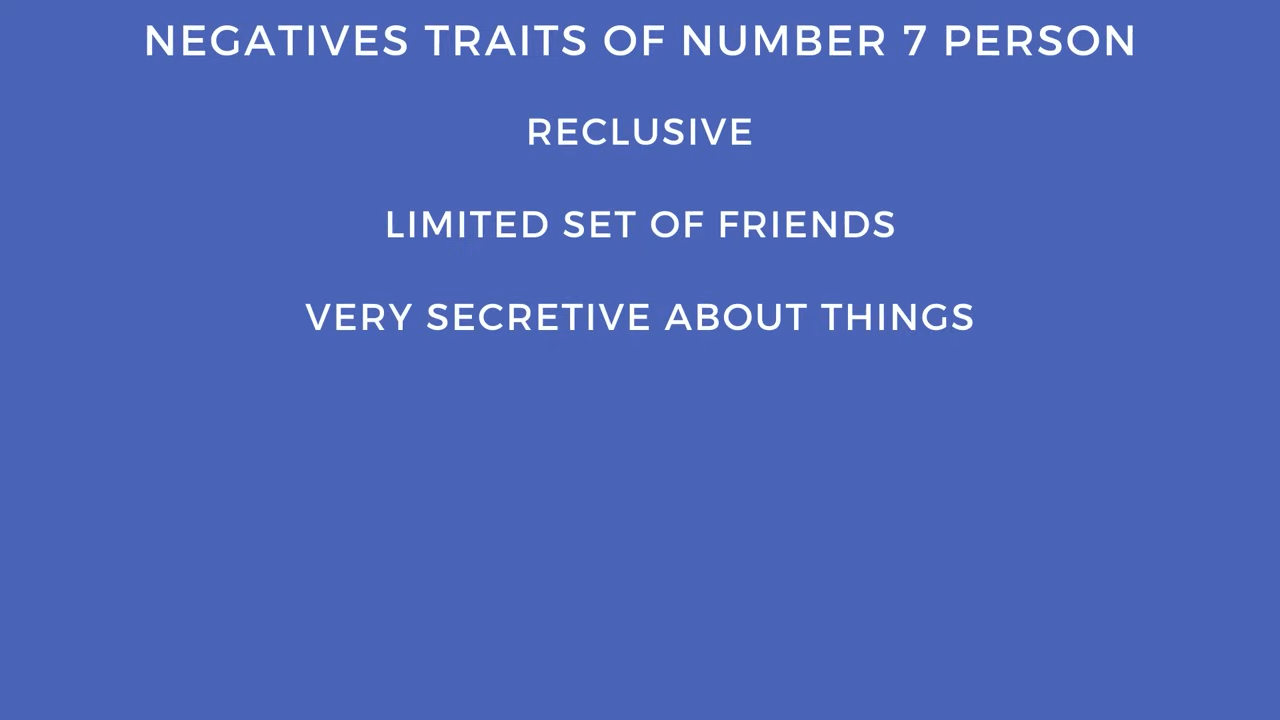 NEGATIVES TRAITS OF NUMBER 7 PERSON
RECLUSIVE
LIMITED SET OF FRIENDS
VERY SECRETIVE ABOUT THINGS